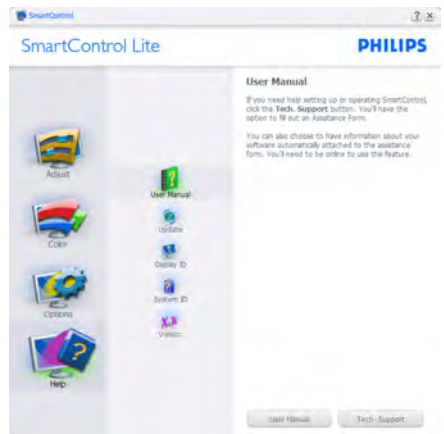 SmartControl
SmartControl Lite
PHILIPS
Adjust
Color
Options
Help
User Manual
Update
Display ID
System ID
Version
User Manual
If you need help setting up or operating SmartControl,
click the Tech. Support button. You'll have the
option to fill out an Assistance Form.
You can also choose to have information about your
software automatically attached to the assistance
form. You'll need to be online to use the feature.
User Manual
Tech. Support